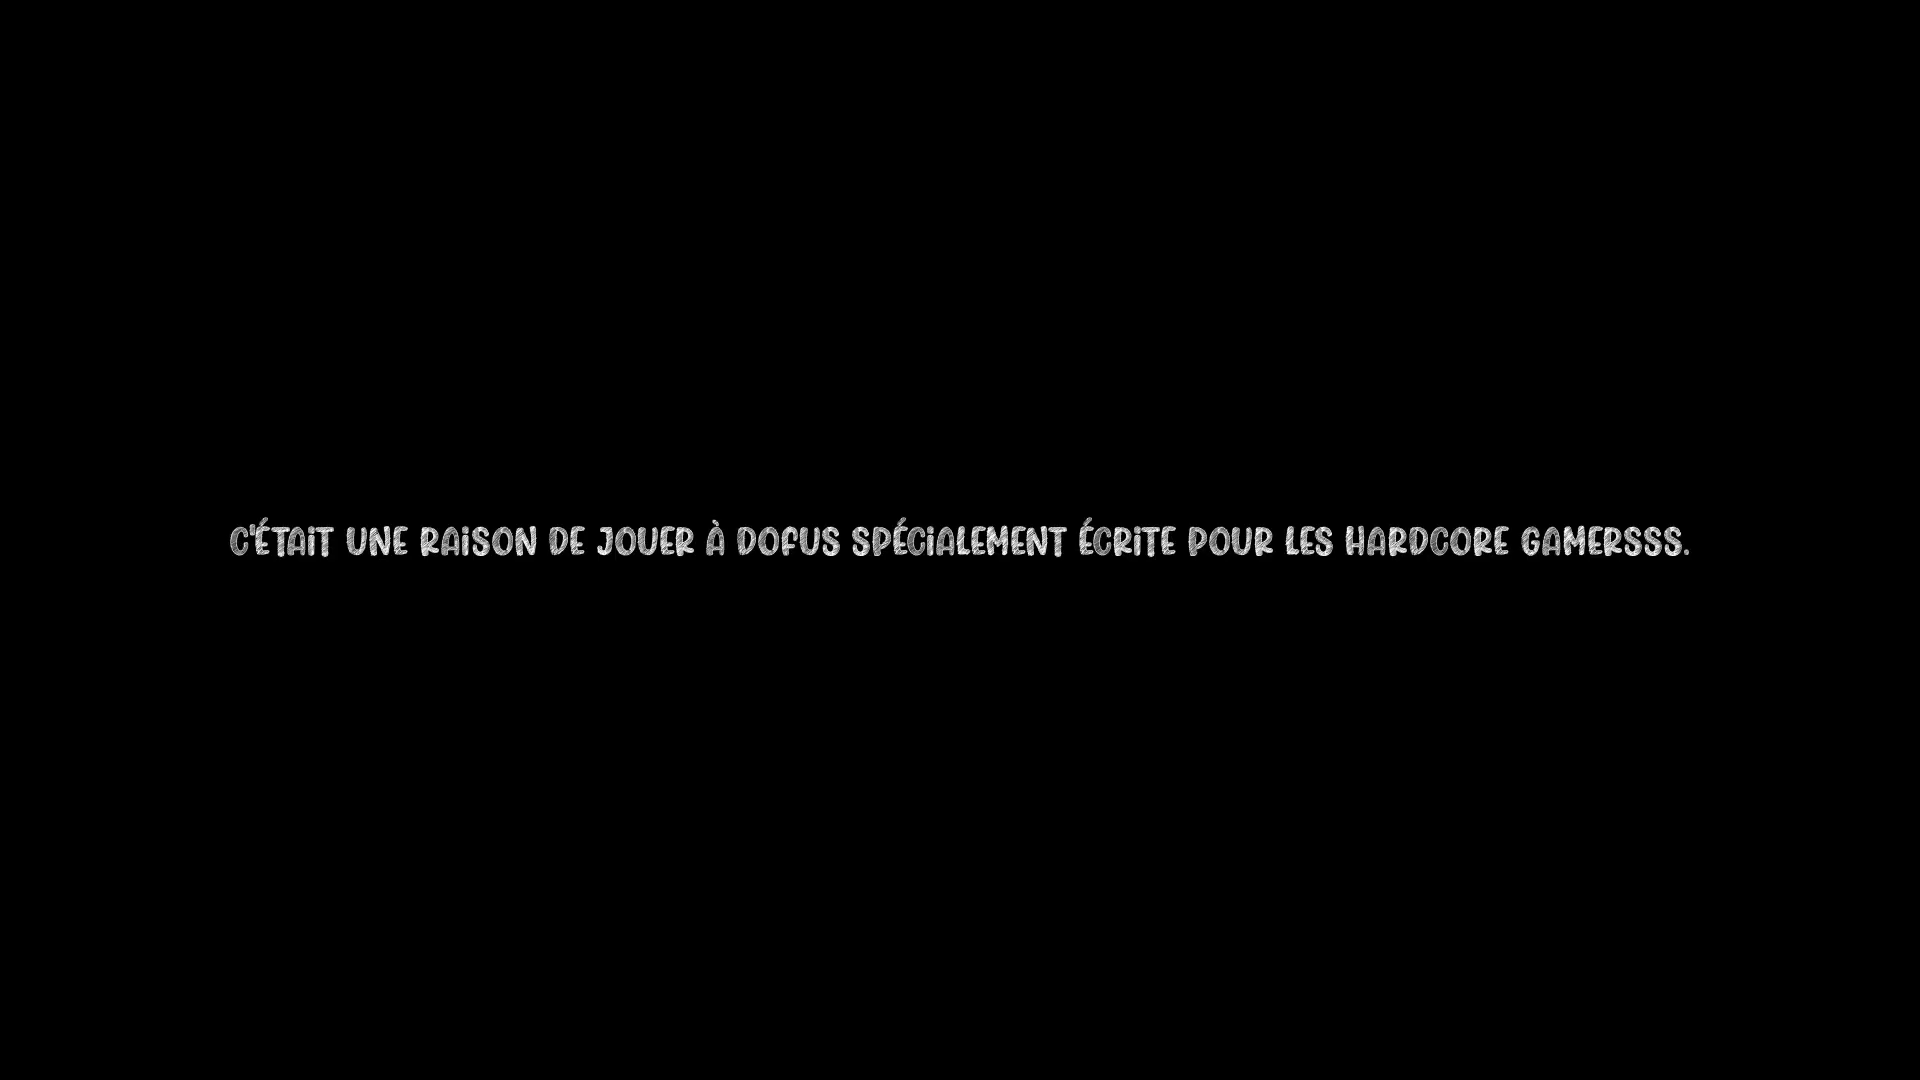 C'ÉTAIT UNE RAISON DE JOUER À DOFUS SPÉCIALEMENT ÉCRITE POUR LES HARDCORE GAMERSSS.